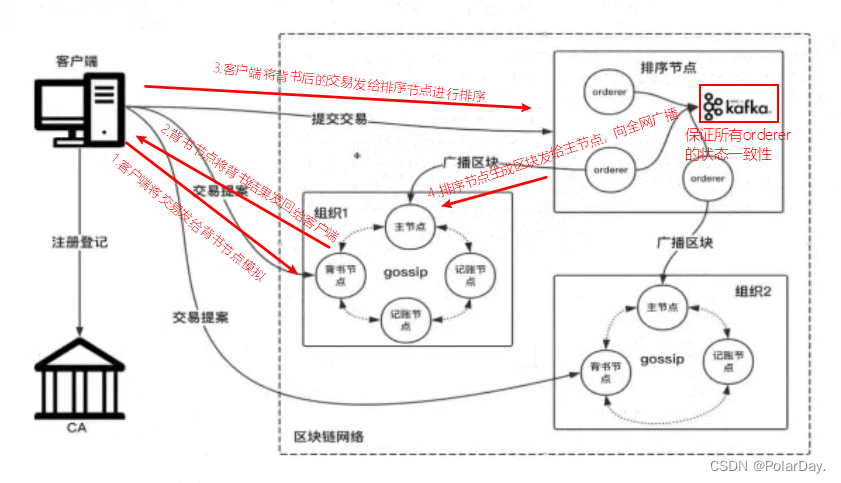 客户端
3.客户端将背书后的交易发给排序节点进行排序
排序节点
orderer
kafka
保证所有orderer
的状态一致性
提交交易
orderer
orderer
广播区块
4.排序节点生成区块发给主节点，向全网广播
2.背书节点将背书结果发回给客户端
1.客户端将交易发给背书节点模拟
交易提案
注册登记
组织1
主节点
背书节
点
gossip
记账节
点
记账节
点
广播区块
交易提案
组织2
主节点
背书节
点
gossip
记账节
点
CA
区块链网络
CSDN @PolarDay.